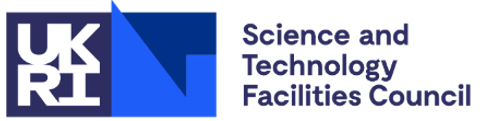 UK
RI
Science and
Technology
Facilities Council